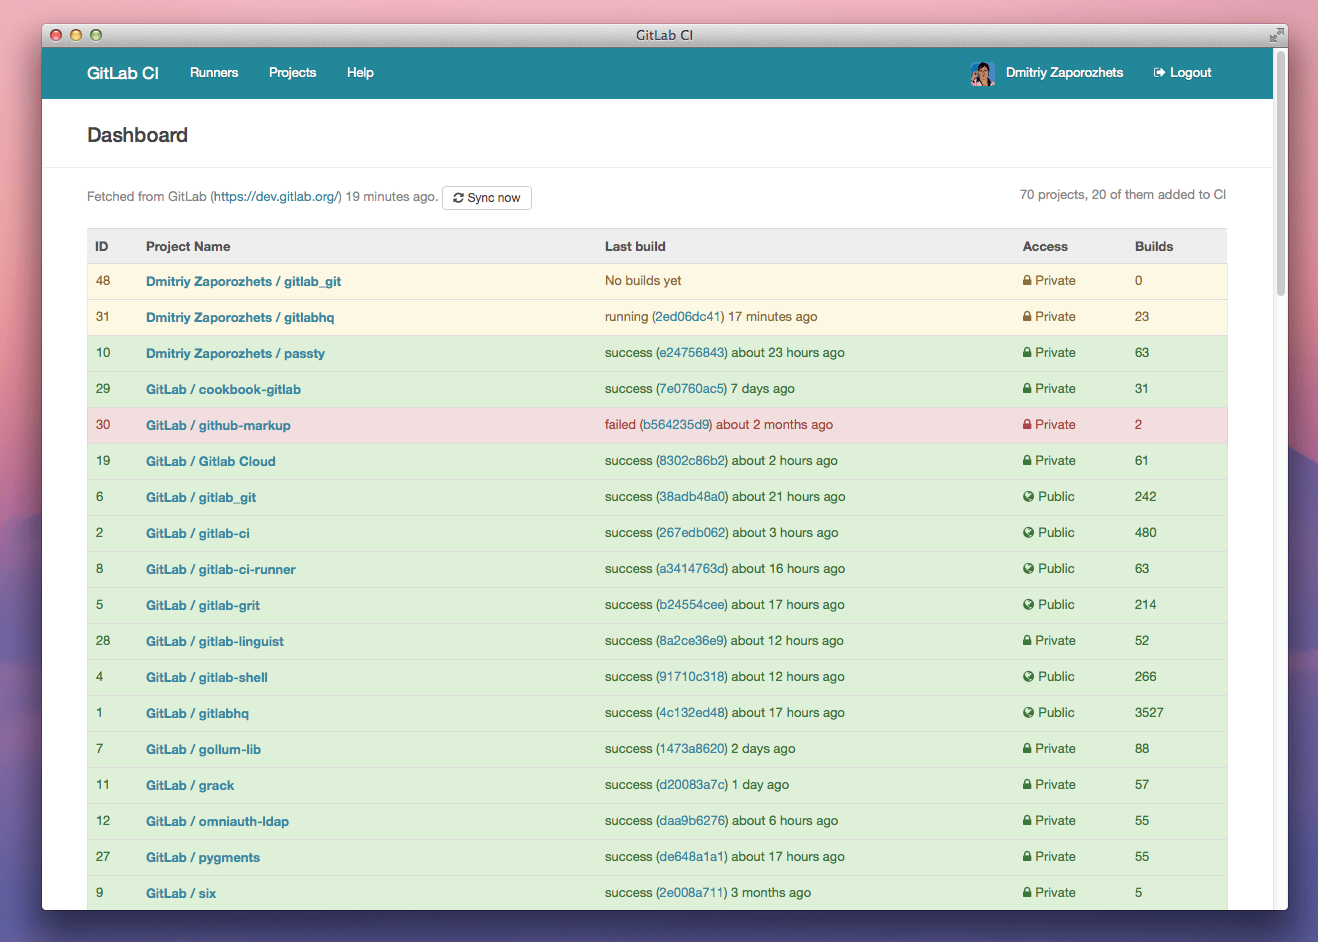 GitLab CI
GitLab CI Runners Projects Help Dmitriy Zaporozhets Logout
Dashboard
Fetched from GitLab (https://dev.gitlab.org/) 19 minutes ago. Sync now 70 projects, 20 of them added to CI
ID Project Name Last build Access Builds
48 Dmitriy Zaporozhets / gitlab_git No builds yet Private 0
31 Dmitriy Zaporozhets / gitlabhq running (2ed06dc41) 17 minutes ago Private 23
10 Dmitriy Zaporozhets / passty success (e24756843) about 23 hours ago Private 63
29 GitLab / cookbook-gitlab success (7e0760ac5) 7 days ago Private 31
30 GitLab / github-markup failed (b564235d9) about 2 months ago Private 2
19 GitLab / Gitlab Cloud success (8302c86b2) about 2 hours ago Private 61
6 GitLab / gitlab_git success (38adb48a0) about 21 hours ago Public 242
2 GitLab / gitlab-ci success (267edb062) about 3 hours ago Public 480
8 GitLab / gitlab-ci-runner success (a3414763d) about 16 hours ago Public 63
5 GitLab / gitlab-grit success (b24554cee) about 17 hours ago Public 214
28 GitLab / gitlab-linguist success (8a2ce36e9) about 12 hours ago Private 52
4 GitLab / gitlab-shell success (91710c318) about 12 hours ago Public 266
1 GitLab / gitlabhq success (4c132ed48) about 17 hours ago Public 3527
7 GitLab / gollum-lib success (1473a8620) 2 days ago Private 88
11 GitLab / grack success (d20083a7c) 1 day ago Private 57
12 GitLab / omniauth-ldap success (daa9b6276) about 6 hours ago Private 55
27 GitLab / pygments success (de648a1a1) about 17 hours ago Private 55
9 GitLab / six success (2e008a711) 3 months ago Private 5